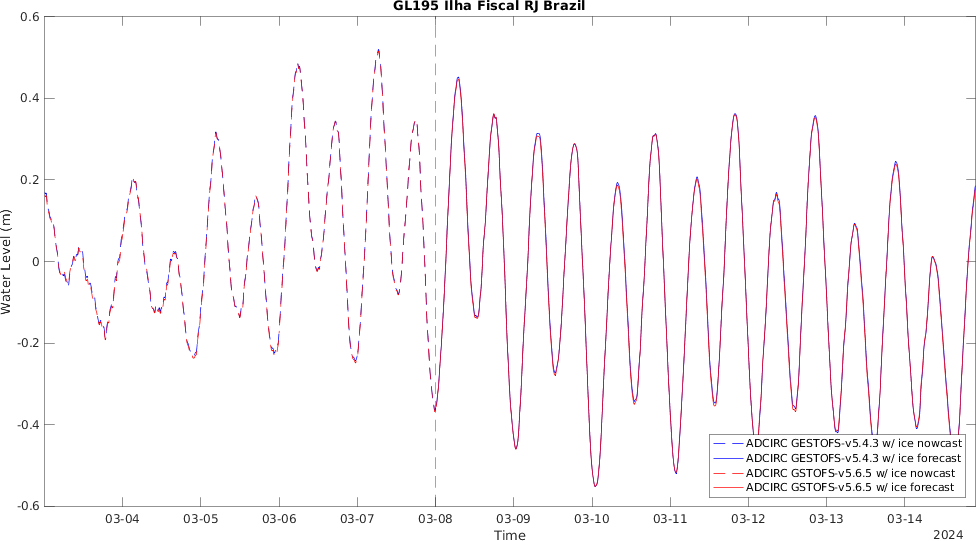 GL195 Ilha Fiscal RJ Brazil
0.6
0.4
0.2
0
-0.2
-0.4
-0.6
Water Level (m)
ADCIRC GESTOFS-v5.4.3 w/ ice nowcast
ADCIRC GESTOFS-v5.4.3 w/ ice forecast
ADCIRC GSTOFS-v5.6.5 w/ ice nowcast
ADCIRC GSTOFS-v5.6.5 w/ ice forecast
03-04 03-05 03-06 03-07 03-08 03-09 03-10 03-11 03-12 03-13 03-14
Time
2024